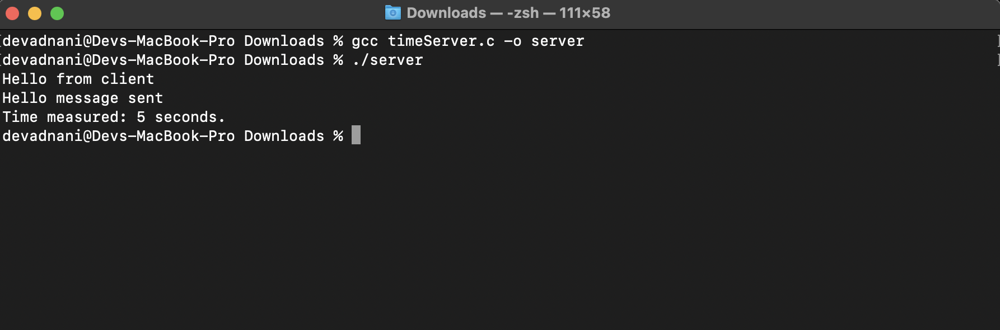 Downloads — -zsh — 111×58
devadnani@Devs-MacBook-Pro Downloads % gcc timeServer.c -o server
devadnani@Devs-MacBook-Pro Downloads % ./server
Hello from client
Hello message sent
Time measured: 5 seconds.
devadnani@Devs-MacBook-Pro Downloads %